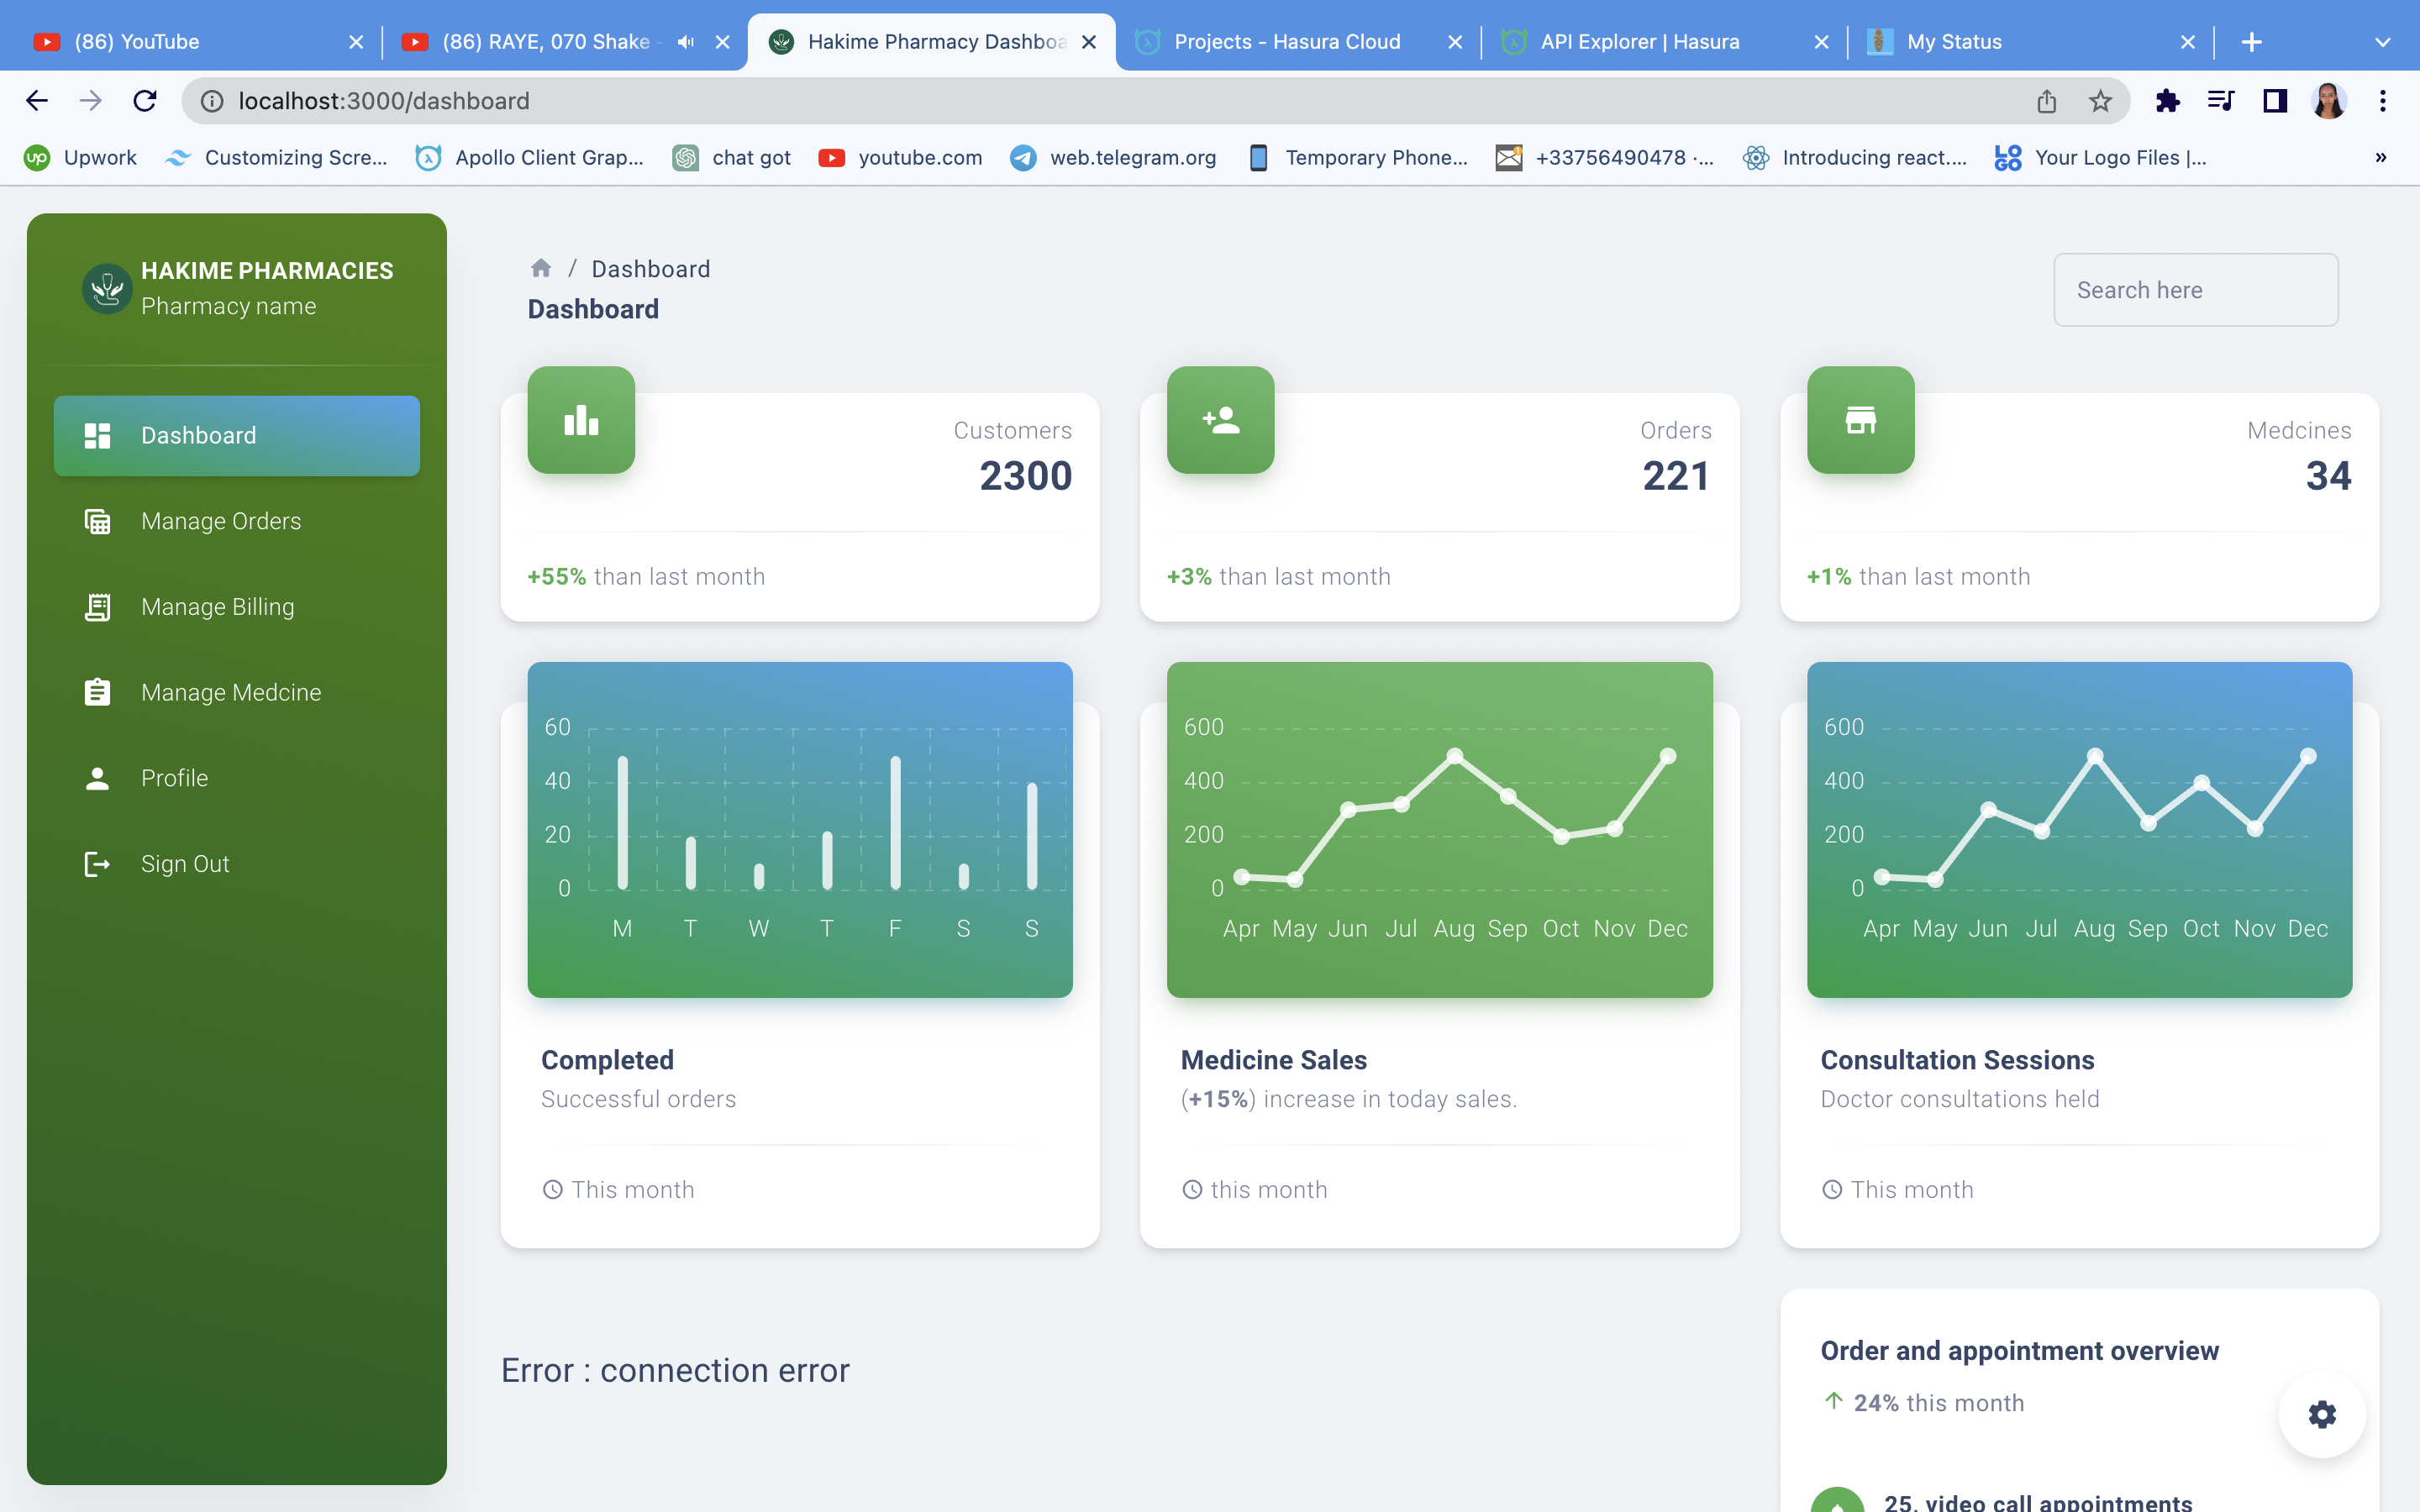 (86) YouTube
(86) RAYE, 070 Shake -
Hakime Pharmacy Dashboa
Projects - Hasura Cloud
API Explorer | Hasura
My Status
localhost:3000/dashboard
up Upwork
Customizing Scre...
Apollo Client Grap...
chat got
youtube.com
web.telegram.org
Temporary Phone...
+33756490478 ·...
Introducing react....
LO
GO
Your Logo Files |...
»
HAKIME PHARMACIES
Pharmacy name
Dashboard
Manage Orders
Manage Billing
Manage Medcine
Profile
Sign Out
/ Dashboard
Dashboard
Search here
Customers
2300
+55% than last month
Orders
221
+3% than last month
Medcines
34
+1% than last month
60
40
20
0
M T W T F S S
Completed
Successful orders
This month
600
400
200
0
Apr May Jun Jul Aug Sep Oct Nov Dec
Medicine Sales
(+15%) increase in today sales.
this month
600
400
200
0
Apr May Jun Jul Aug Sep Oct Nov Dec
Consultation Sessions
Doctor consultations held
This month
Error : connection error
Order and appointment overview
24% this month
25, video call appointments